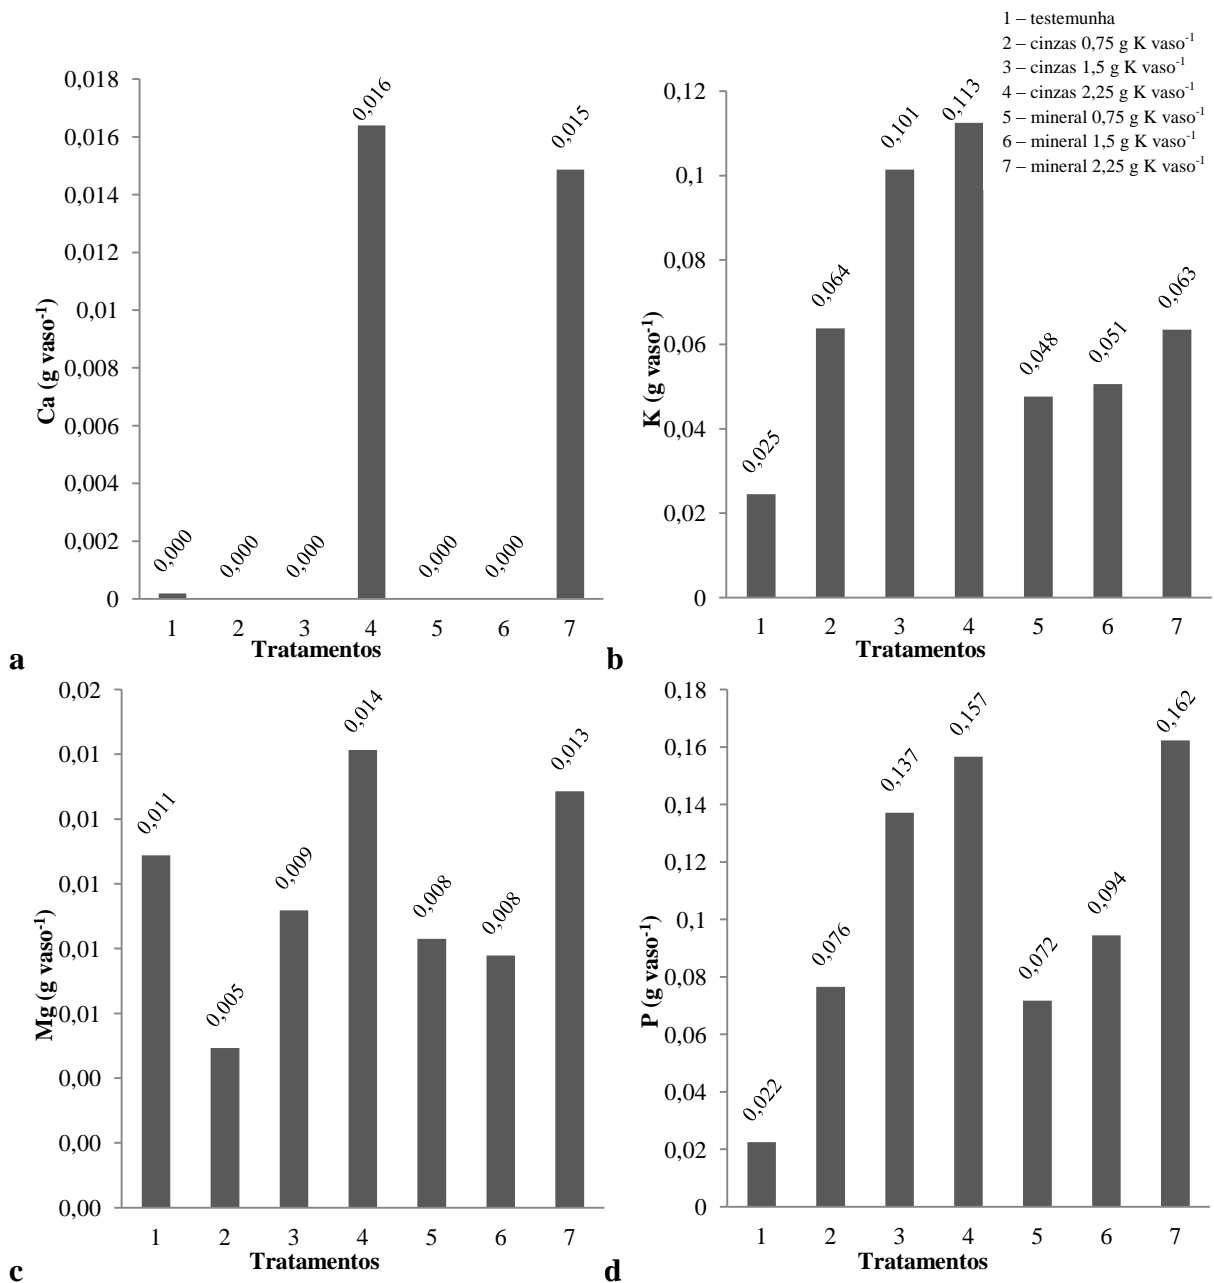 1 – testemunha
2 – cinzas 0,75 g K vaso-1
3 – cinzas 1,5 g K vaso-1
4 – cinzas 2,25 g K vaso-1
5 – mineral 0,75 g K vaso-1
6 – mineral 1,5 g K vaso-1
7 – mineral 2,25 g K vaso-1
0,018
0,016
0,014
0,012
0,01
0,008
0,006
0,004
0,002
0
Ca (g vaso-1)
0,000 0,000 0,000 0,016 0,000 0,000 0,015
1 2 3 4 5 6 7
Tratamentos
a
0,12
0,1
0,08
0,06
0,04
0,02
0
K (g vaso-1)
0,025 0,064 0,101 0,113 0,048 0,051 0,063
1 2 3 4 5 6 7
Tratamentos
b
0,02
0,01
0,01
0,01
0,01
0,01
0,00
0,00
0,00
Mg (g vaso-1)
0,011 0,005 0,009 0,014 0,008 0,008 0,013
1 2 3 4 5 6 7
Tratamentos
c
0,18
0,16
0,14
0,12
0,1
0,08
0,06
0,04
0,02
0
P (g vaso-1)
0,022 0,076 0,137 0,157 0,072 0,094 0,162
1 2 3 4 5 6 7
Tratamentos
d